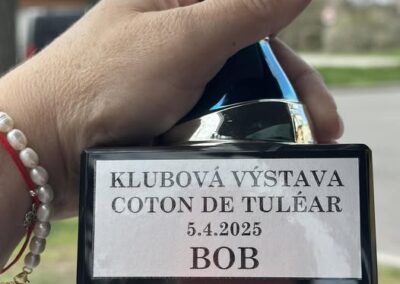 KLUBOVÁ VÝSTAVA
COTON DE TULÉAR
5.4.2025
BOB